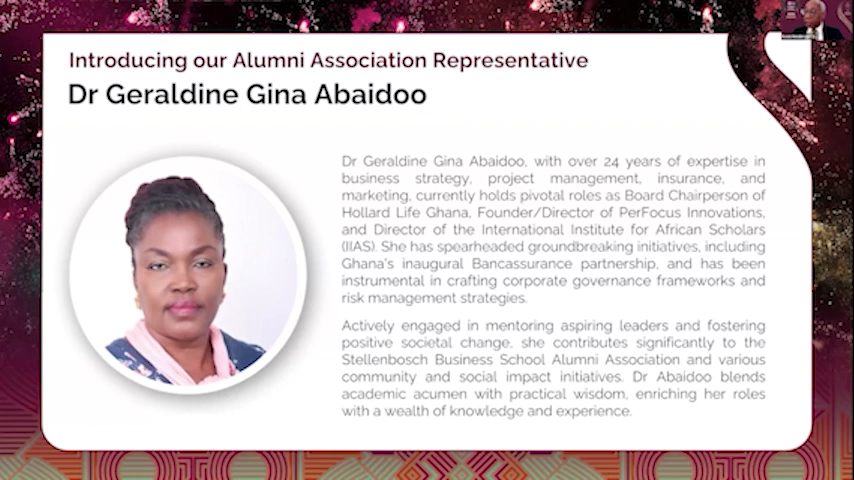 Introducing our Alumni Association Representative
Dr Geraldine Gina Abaidoo
Dr Geraldine Gina Abaidoo, with over 24 years of expertise in
business strategy, project management, insurance, and
marketing, currently holds pivotal roles as Board Chairperson of
Hollard Life Ghana, Founder/Director of PerFocus Innovations,
and Director of the International Institute for African Scholars
(IIAS). She has spearheaded groundbreaking initiatives, including
Ghana's inaugural Bancassurance partnership, and has been
instrumental in crafting corporate governance frameworks and
risk management strategies.
Actively engaged in mentoring aspiring leaders and fostering
positive societal change, she contributes significantly to the
Stellenbosch Business School Alumni Association and various
community and social impact initiatives. Dr Abaidoo blends
academic acumen with practical wisdom, enriching her roles
with a wealth of knowledge and experience.